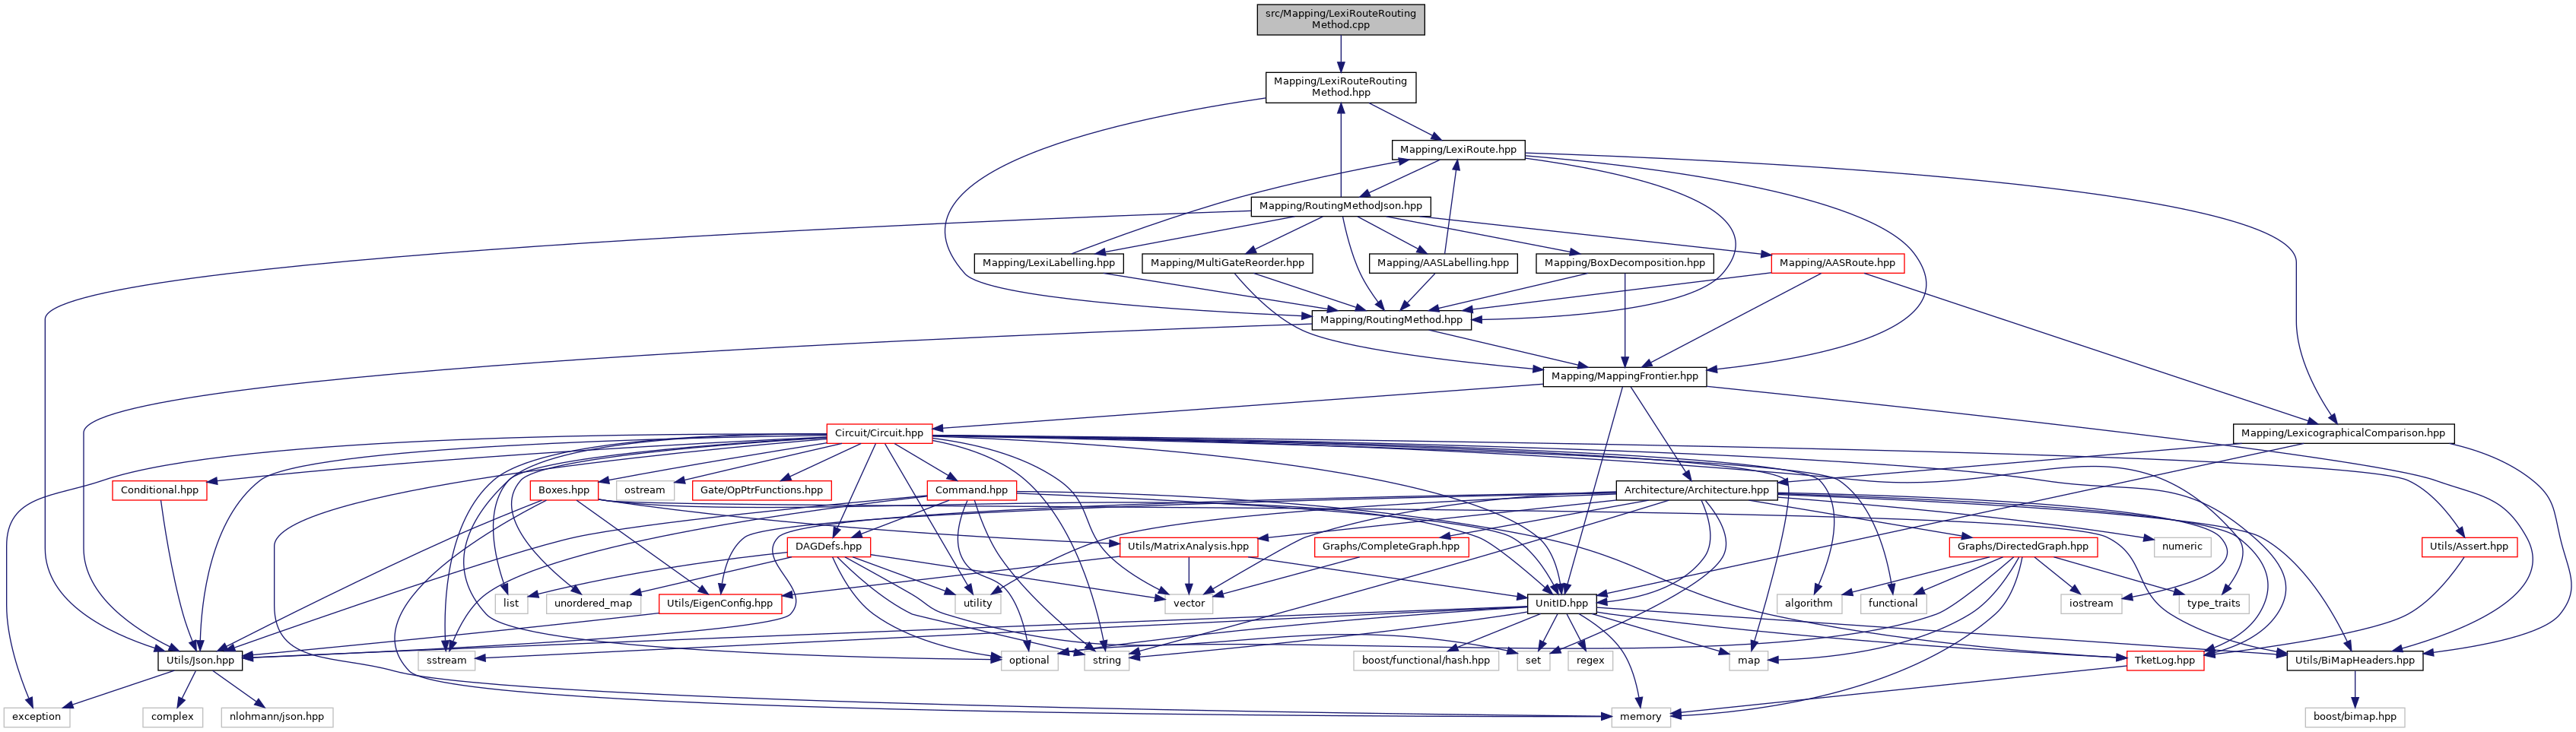 src/Mapping/LexiRouteRouting
Method.cpp
Mapping/LexiRouteRouting
Method.hpp
Mapping/LexiRoute.hpp
Mapping/RoutingMethodJson.hpp
Mapping/LexiLabelling.hpp
Mapping/MultiGateReorder.hpp
Mapping/AASLabelling.hpp
Mapping/BoxDecomposition.hpp
Mapping/AASRoute.hpp
Mapping/RoutingMethod.hpp
Mapping/MappingFrontier.hpp
Circuit/Circuit.hpp
Mapping/LexicographicalComparison.hpp
Conditional.hpp
Boxes.hpp
ostream
Gate/OpPtrFunctions.hpp
Command.hpp
Architecture/Architecture.hpp
DAGDefs.hpp
Utils/MatrixAnalysis.hpp
Graphs/CompleteGraph.hpp
Graphs/DirectedGraph.hpp
numeric
Utils/Assert.hpp
list
unordered_map
Utils/EigenConfig.hpp
utility
vector
UnitID.hpp
algorithm
functional
iostream
type_traits
Utils/Json.hpp
sstream
optional
string
boost/functional/hash.hpp
set
regex
map
TketLog.hpp
Utils/BiMapHeaders.hpp
exception
complex
nlohmann/json.hpp
memory
boost/bimap.hpp